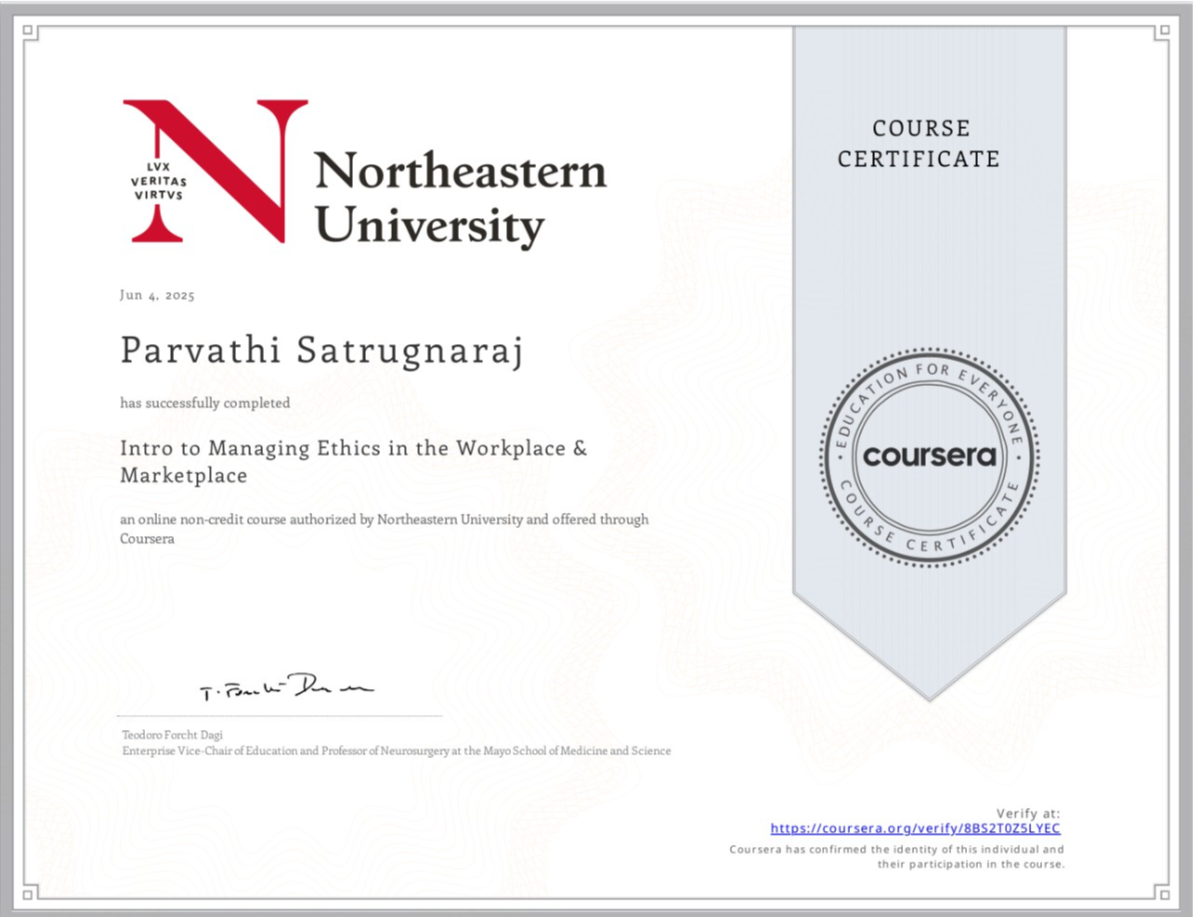 LVX
VERITAS
VIRTVS
Northeastern
University
COURSE
CERTIFICATE
Jun 4, 2025
Parvathi Satrugnaraj
has successfully completed
Intro to Managing Ethics in the Workplace &
Marketplace
an online non-credit course authorized by Northeastern University and offered through
Coursera
EDUCATION FOR EVERYONE
coursera
COURSE CERTIFICATE
Teodoro Forcht Dagi
Enterprise Vice-Chair of Education and Professor of Neurosurgery at the Mayo School of Medicine and Science
Verify at:
https://coursera.org/verify/8BS2T0Z5LYEC
Coursera has confirmed the identity of this individual and
their participation in the course.